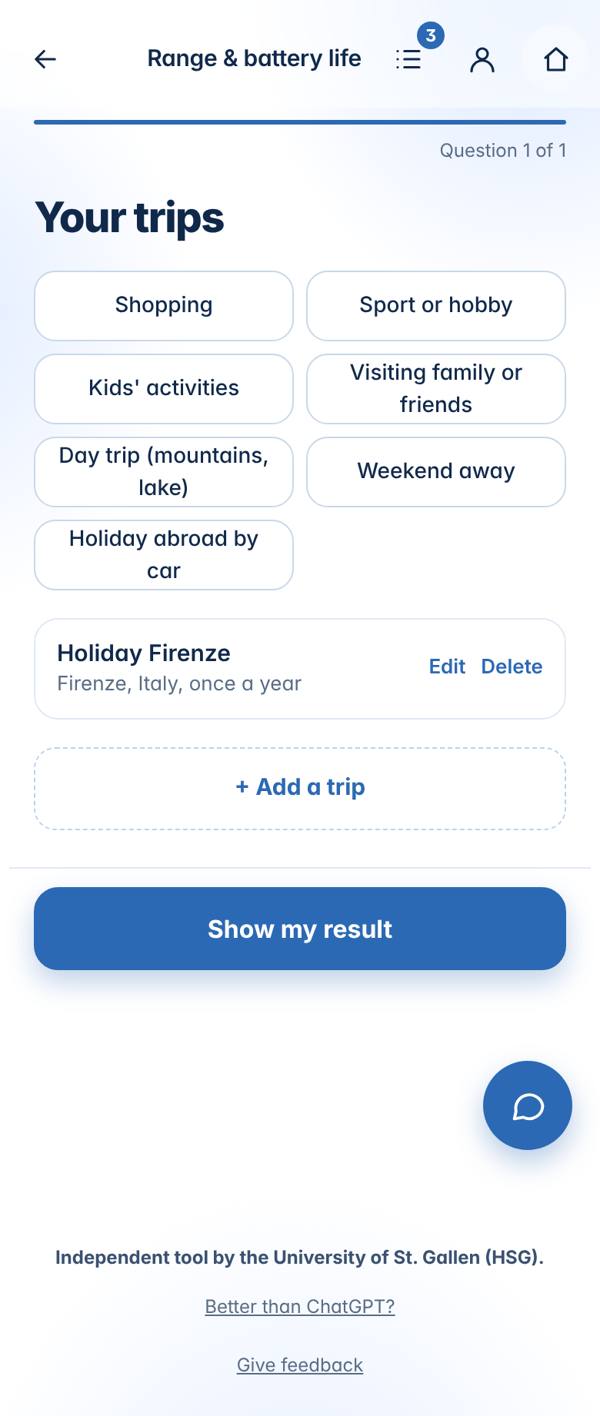 Range & battery life
3
Question 1 of 1
Your trips
Shopping
Sport or hobby
Kids' activities
Visiting family or
friends
Day trip (mountains,
lake)
Weekend away
Holiday abroad by
car
Holiday Firenze
Firenze, Italy, once a year
Edit Delete
+ Add a trip
Show my result
Independent tool by the University of St. Gallen (HSG).
Better than ChatGPT?
Give feedback